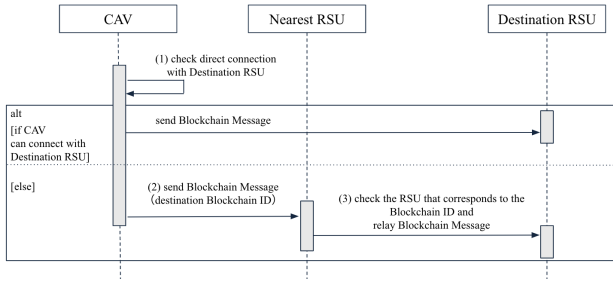 CAV
Nearest RSU
Destination RSU
(1) check direct connection
with Destination RSU
alt
[if CAV
can connect with
Destination RSU]
send Blockchain Message
[else]
(2) send Blockchain Message
（destination Blockchain ID）
(3) check the RSU that corresponds to the
Blockchain ID and
relay Blockchain Message